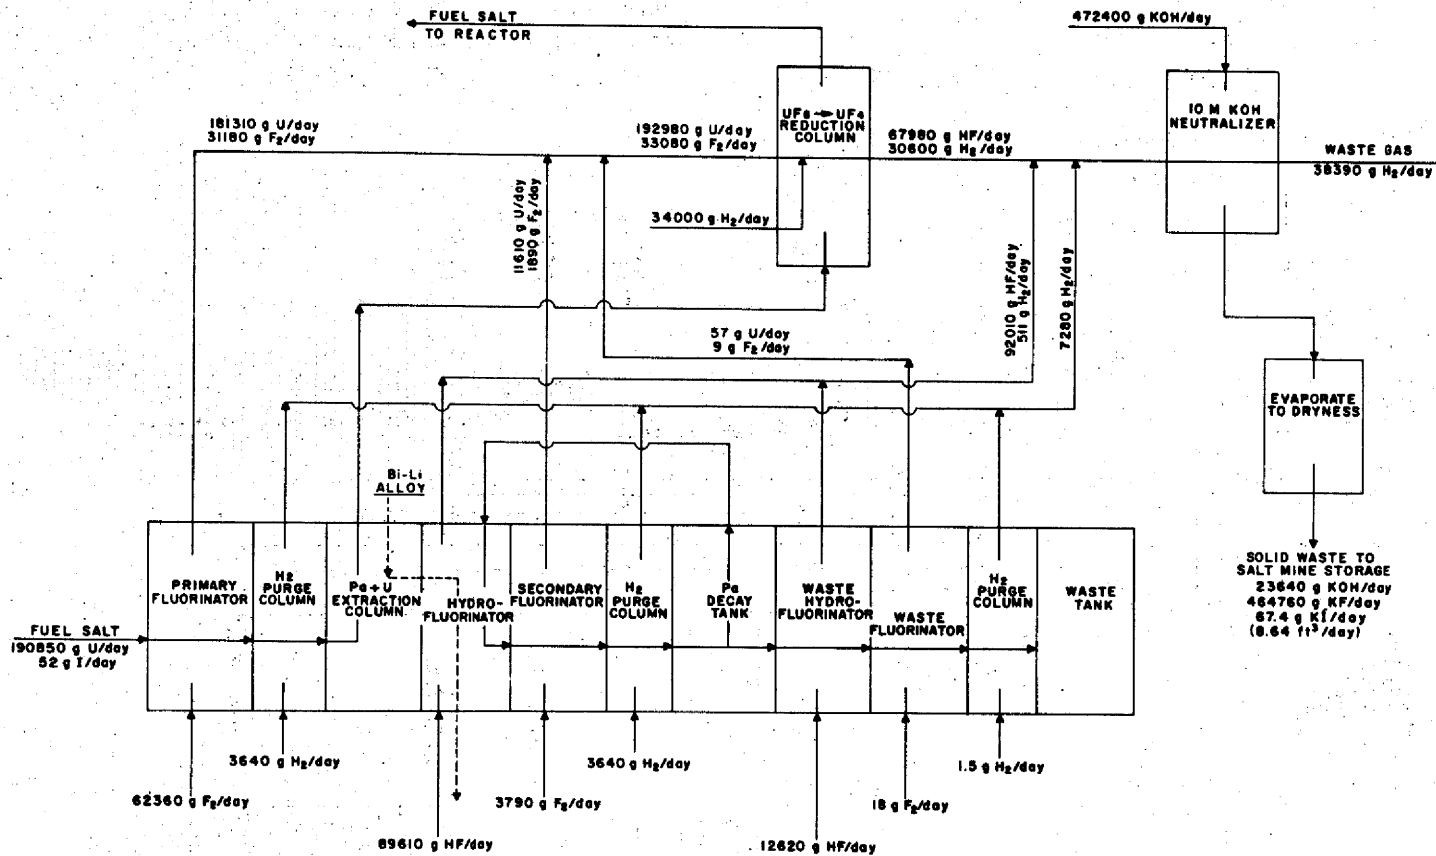 FUEL SALT
TO REACTOR
472400 g KOH/day
181310 g U/day
31180 g F2/day
192980 g U/day
33080 g F2/day
UF6 → UF4
REDUCTION
COLUMN
67980 g HF/day
30600 g H2/day
10 M KOH
NEUTRALIZER
WASTE GAS
38390 g H2/day
11610 g U/day
1890 g F2/day
34000 g H2/day
92010 g HF/day
511 g H2/day
7280 g H2/day
57 g U/day
9 g F2/day
EVAPORATE
TO DRYNESS
Bi-Li
ALLOY
PRIMARY
FLUORINATOR
H2
PURGE
COLUMN
Pa+U
EXTRACTION
COLUMN
HYDRO-
FLUORINATOR
SECONDARY
FLUORINATOR
H2
PURGE
COLUMN
Pa
DECAY
TANK
WASTE
HYDRO-
FLUORINATOR
WASTE
FLUORINATOR
H2
PURGE
COLUMN
WASTE
TANK
SOLID WASTE TO
SALT MINE STORAGE
23640 g KOH/day
464760 g KF/day
67.4 g KI/day
(8.64 ft³/day)
FUEL SALT
190850 g U/day
52 g I/day
3640 g H2/day
3640 g H2/day
1.5 g H2/day
62360 g F2/day
3790 g F2/day
18 g F2/day
89610 g HF/day
12620 g HF/day